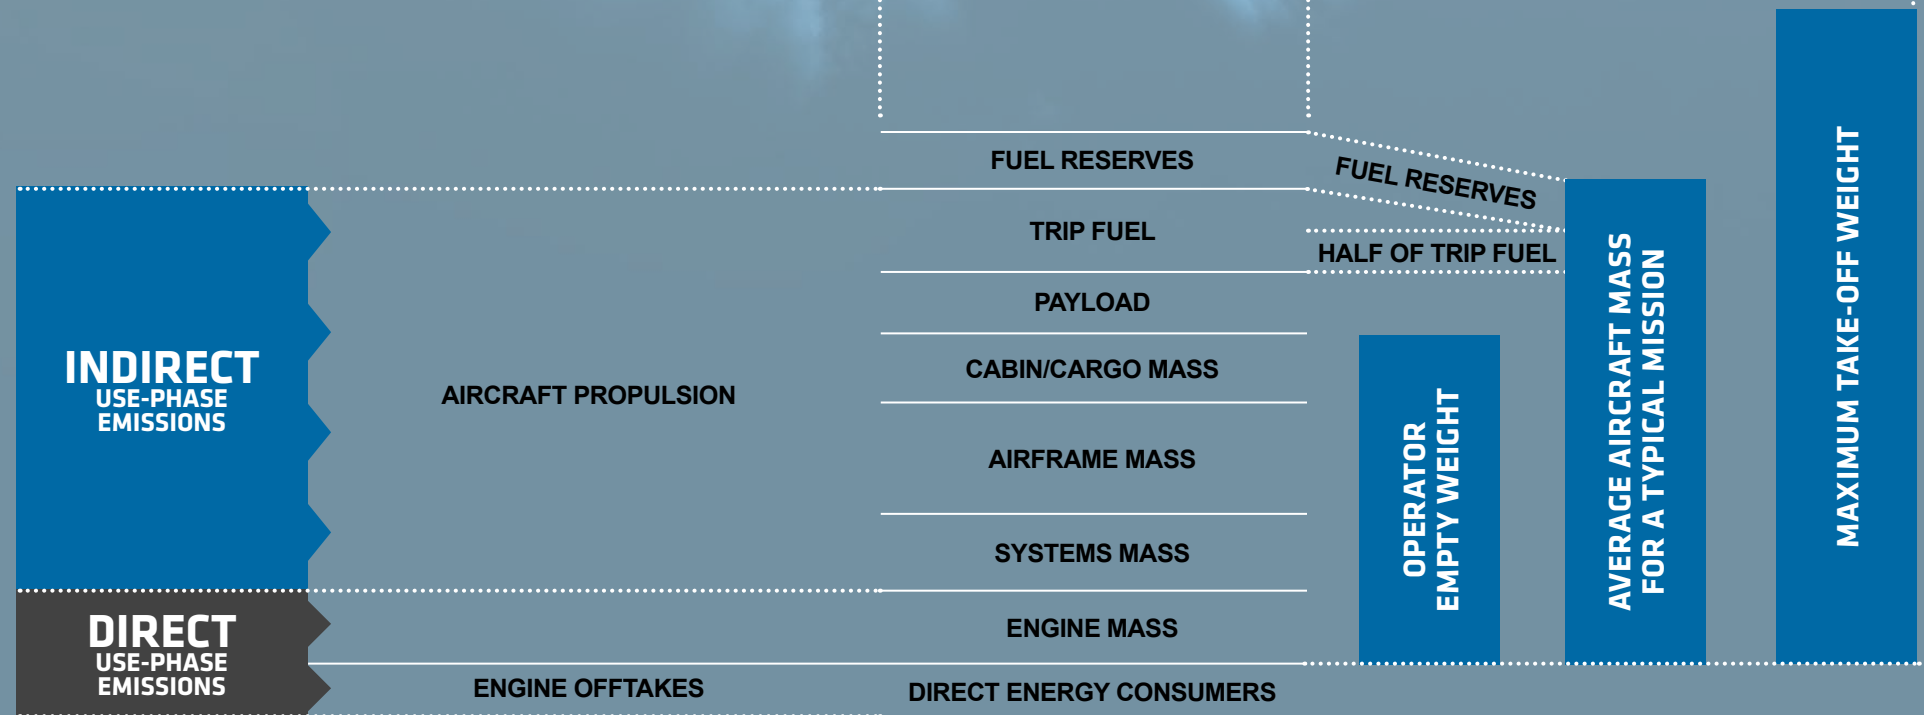 INDIRECT
USE-PHASE
EMISSIONS
DIRECT
USE-PHASE
EMISSIONS
AIRCRAFT PROPULSION
ENGINE OFFTAKES
FUEL RESERVES
TRIP FUEL
PAYLOAD
CABIN/CARGO MASS
AIRFRAME MASS
SYSTEMS MASS
ENGINE MASS
DIRECT ENERGY CONSUMERS
FUEL RESERVES
HALF OF TRIP FUEL
OPERATOR
EMPTY WEIGHT
AVERAGE AIRCRAFT MASS
FOR A TYPICAL MISSION
MAXIMUM TAKE-OFF WEIGHT